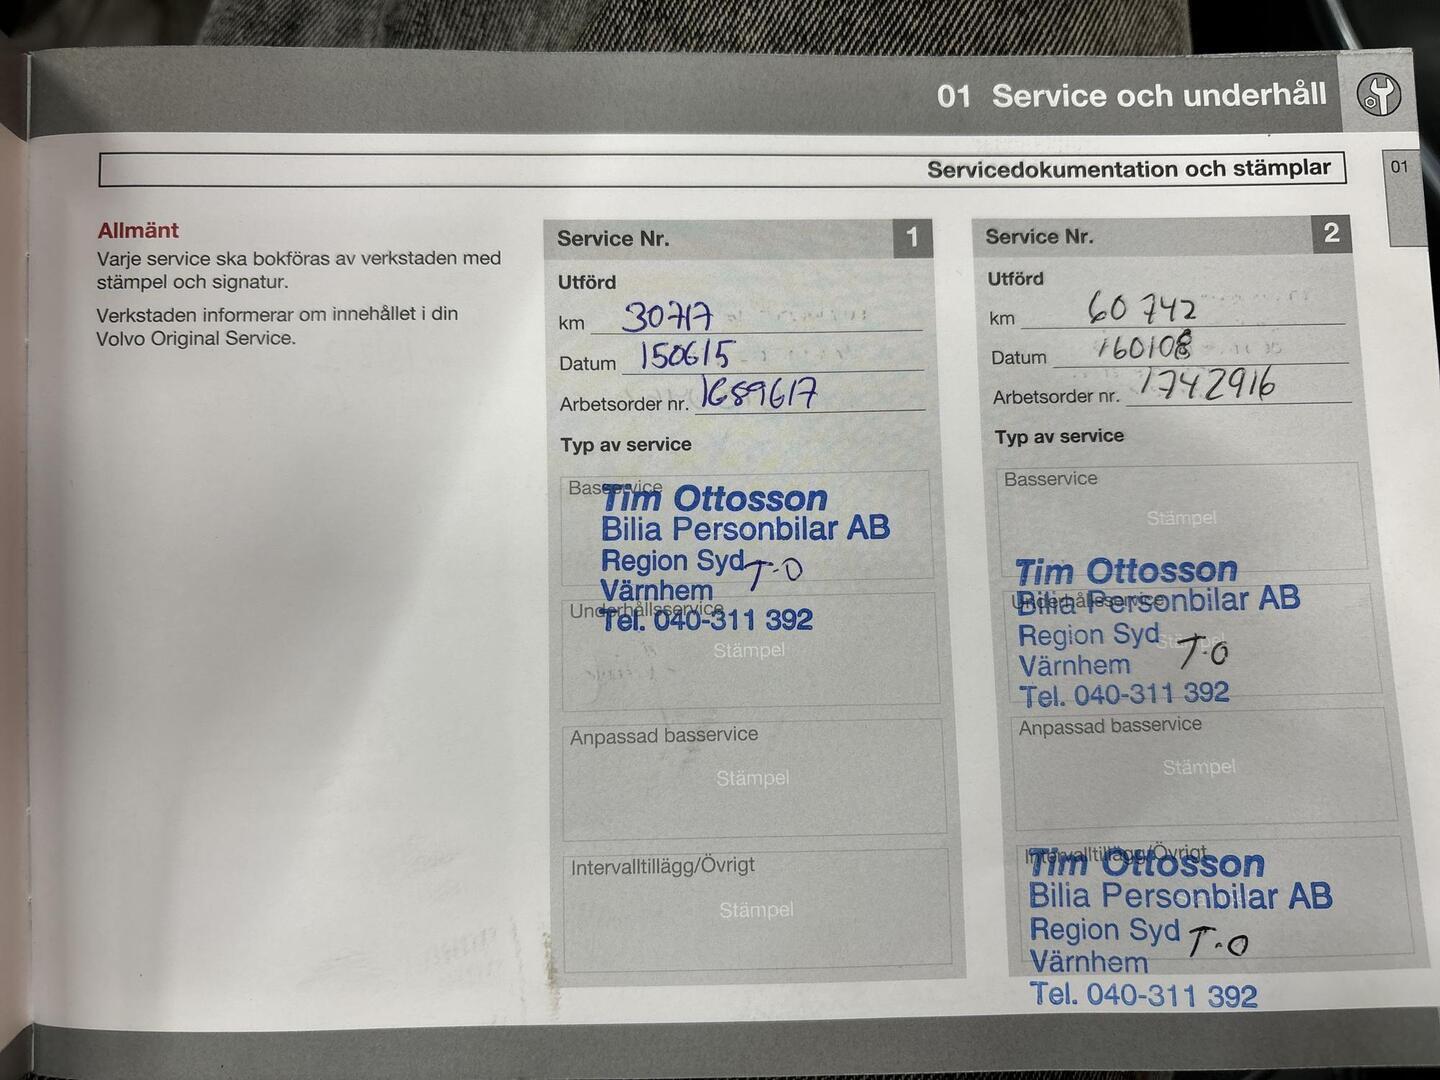 01 Service och underhåll
Servicedokumentation och stämplar
01
Allmänt
Varje service ska bokföras av verkstaden med
stämpel och signatur.
Verkstaden informerar om innehållet i din
Volvo Original Service.
Service Nr. 1
Utförd
km 30717
Datum 150615
Arbetsorder nr. 1689617
Typ av service
Basservice
Tim Ottosson
Bilia Personbilar AB
Region Syd T-O
Värnhem
Underhållsservice
Tel. 040-311 392
Stämpel
Anpassad basservice
Stämpel
Intervalltillägg/Övrigt
Stämpel
Service Nr. 2
Utförd
km 60742
Datum 160108
Arbetsorder nr. 1742916
Typ av service
Basservice
Stämpel
Tim Ottosson
Underhållsservice
Bilia Personbilar AB
Region Syd Stämpel T-O
Värnhem
Tel. 040-311 392
Anpassad basservice
Stämpel
Intervalltillägg/Övrigt
Tim Ottosson
Bilia Personbilar AB
Region Syd T-O
Värnhem
Tel. 040-311 392